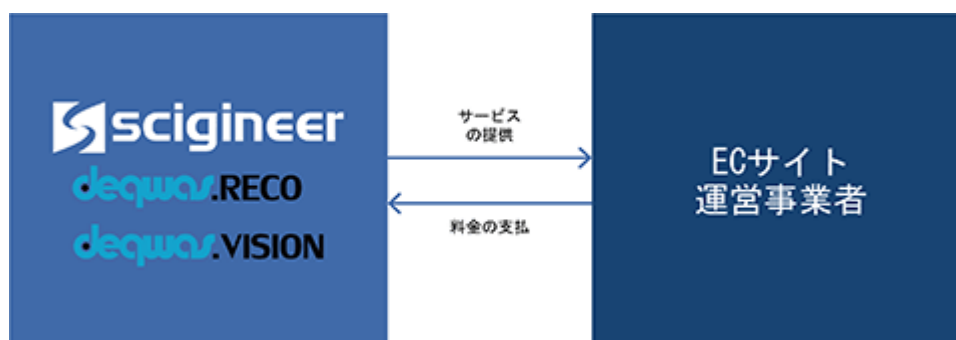 scigineer
deqwas.RECO
deqwas.VISION
サービス
の提供
料金の支払
ECサイト
運営事業者